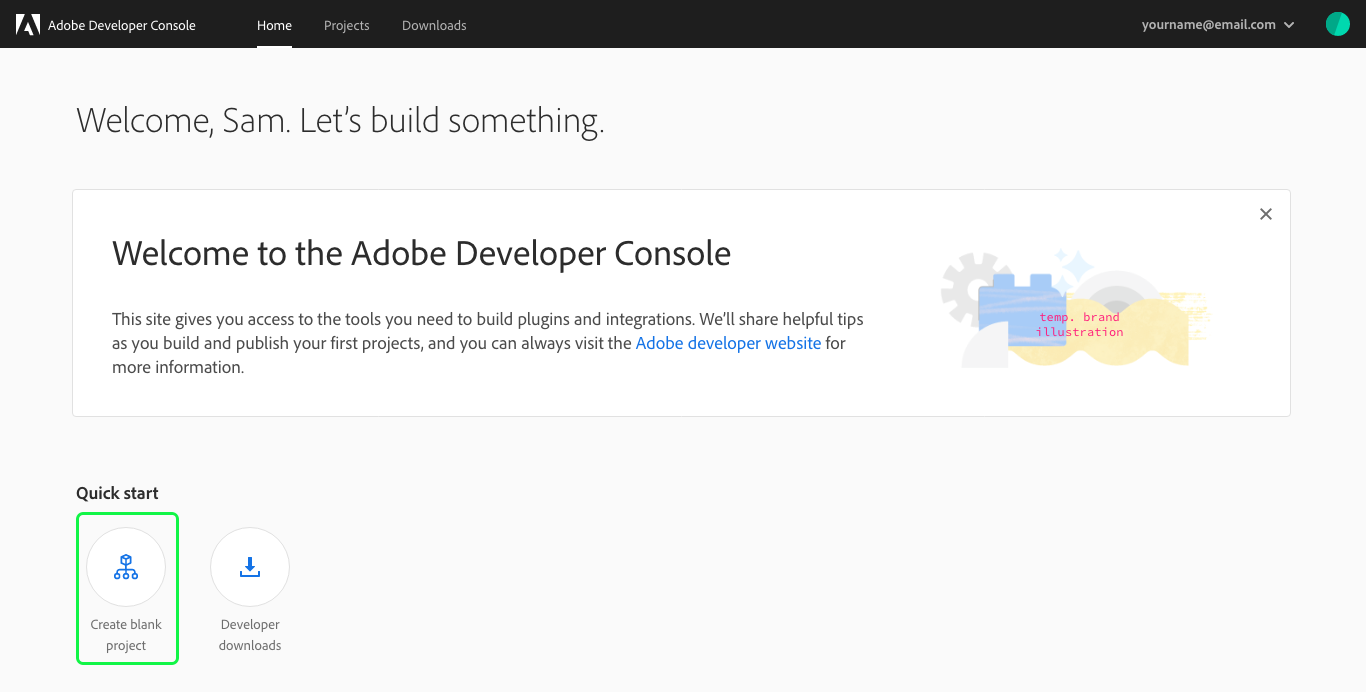 Adobe Developer Console
Home
Projects
Downloads
yourname@email.com
Welcome, Sam. Let’s build something.
Welcome to the Adobe Developer Console
This site gives you access to the tools you need to build plugins and integrations. We’ll share helpful tips
as you build and publish your first projects, and you can always visit the Adobe developer website for
more information.
temp. brand
illustration
Quick start
Create blank
project
Developer
downloads